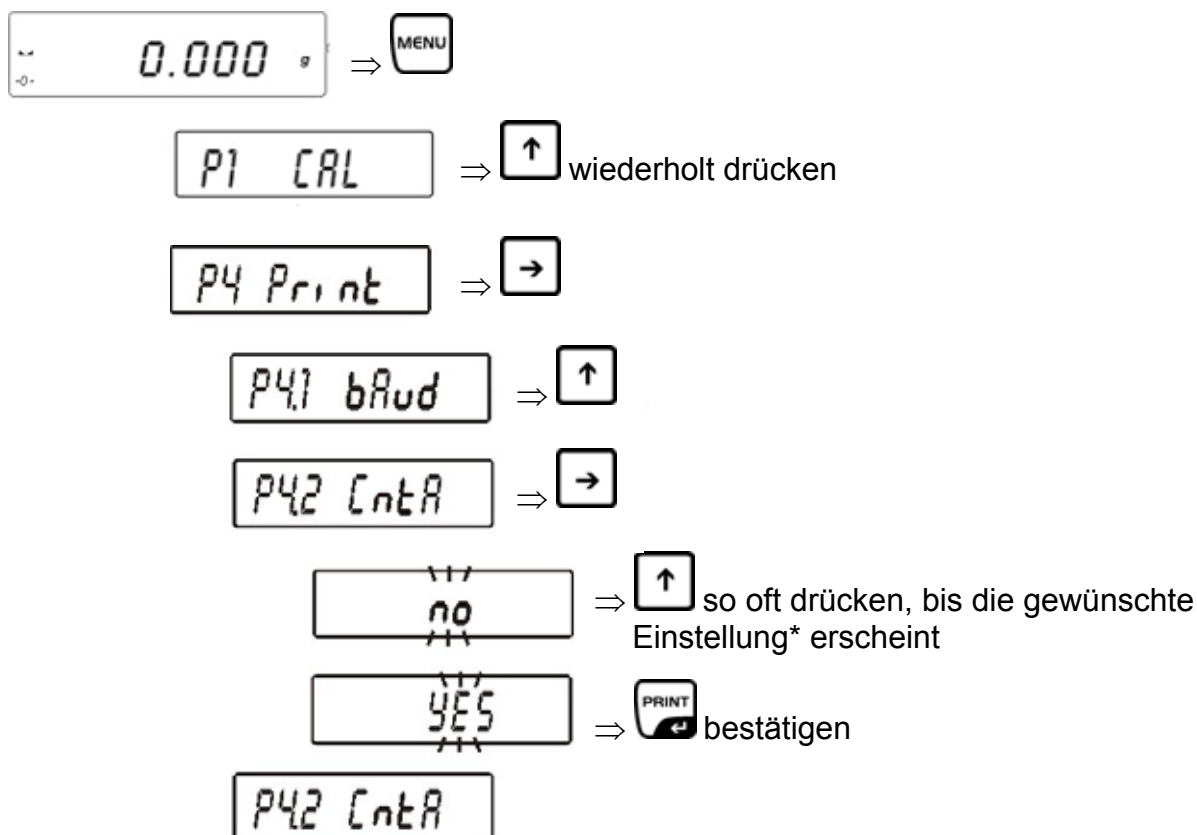 0.000 g ⇒ MENU
-0-
P1 CAL ⇒ ↑ wiederholt drücken
P4 Print ⇒ →
P4.1 bAud ⇒ ↑
P4.2 CntA ⇒ →
no ⇒ ↑ so oft drücken, bis die gewünschte
Einstellung* erscheint
YES ⇒ PRINT bestätigen
P4.2 CntA